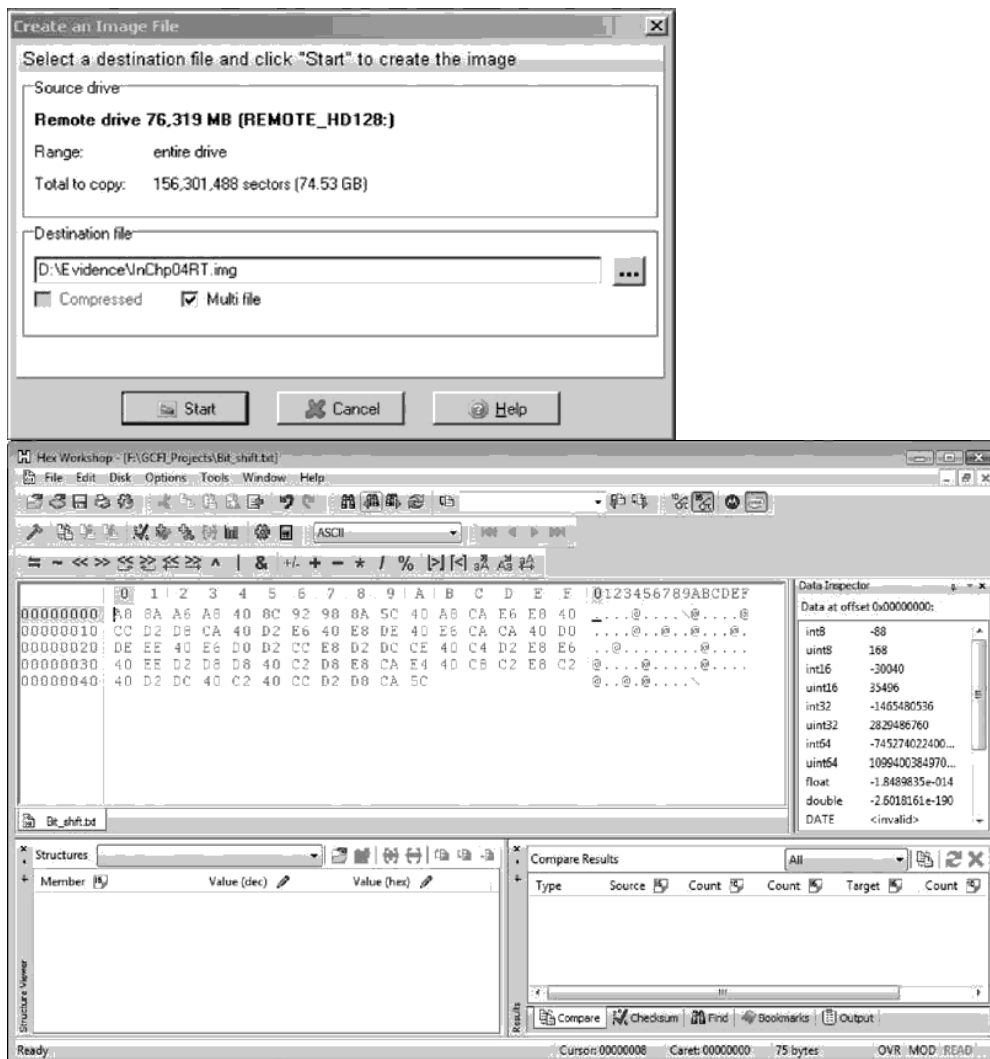 Create an Image File
Select a destination file and click "Start" to create the image
Source drive
Remote drive 76,319 MB (REMOTE_HD128:)
Range: entire drive
Total to copy: 156,301,488 sectors (74.53 GB)
Destination file
D:\Evidence\InChp04RT.img
...
Compressed Multi file
Start Cancel Help
Hex Workshop - [F:\GCFI_Projects\Bit_shift.txt]
File Edit Disk Options Tools Window Help
ASCII
0 1 2 3 4 5 6 7 8 9 A B C D E F 0123456789ABCDEF
00000000 A8 8A A6 A8 40 8C 92 98 8A 5C 40 A8 CA E6 E8 40 ....@....\@....@
00000010 CC D2 D8 CA 40 D2 E6 40 E8 DE 40 E6 CA CA 40 D0 ....@..@..@...@.
00000020 DE EE 40 E6 D0 D2 CC E8 D2 DC CE 40 C4 D2 E8 E6 ..@........@....
00000030 40 EE D2 D8 D8 40 C2 D8 E8 CA E4 40 C8 C2 E8 C2 @....@.....@....
00000040 40 D2 DC 40 C2 40 CC D2 D8 CA 5C @..@.@....\
Data Inspector
Data at offset 0x00000000:
int8 -88
uint8 168
int16 -30040
uint16 35496
int32 -1465480536
uint32 2829486760
int64 -745274022400...
uint64 1099400384970...
float -1.8489835e-014
double -2.6018161e-190
DATE <invalid>
Bit_shift.txt
Structures
Member Value (dec) Value (hex)
Structure Viewer
Compare Results All
Type Source Count Count Target Count
Results
Compare Checksum Find Bookmarks Output
Ready Cursor: 00000008 Caret: 00000000 75 bytes OVR MOD READ